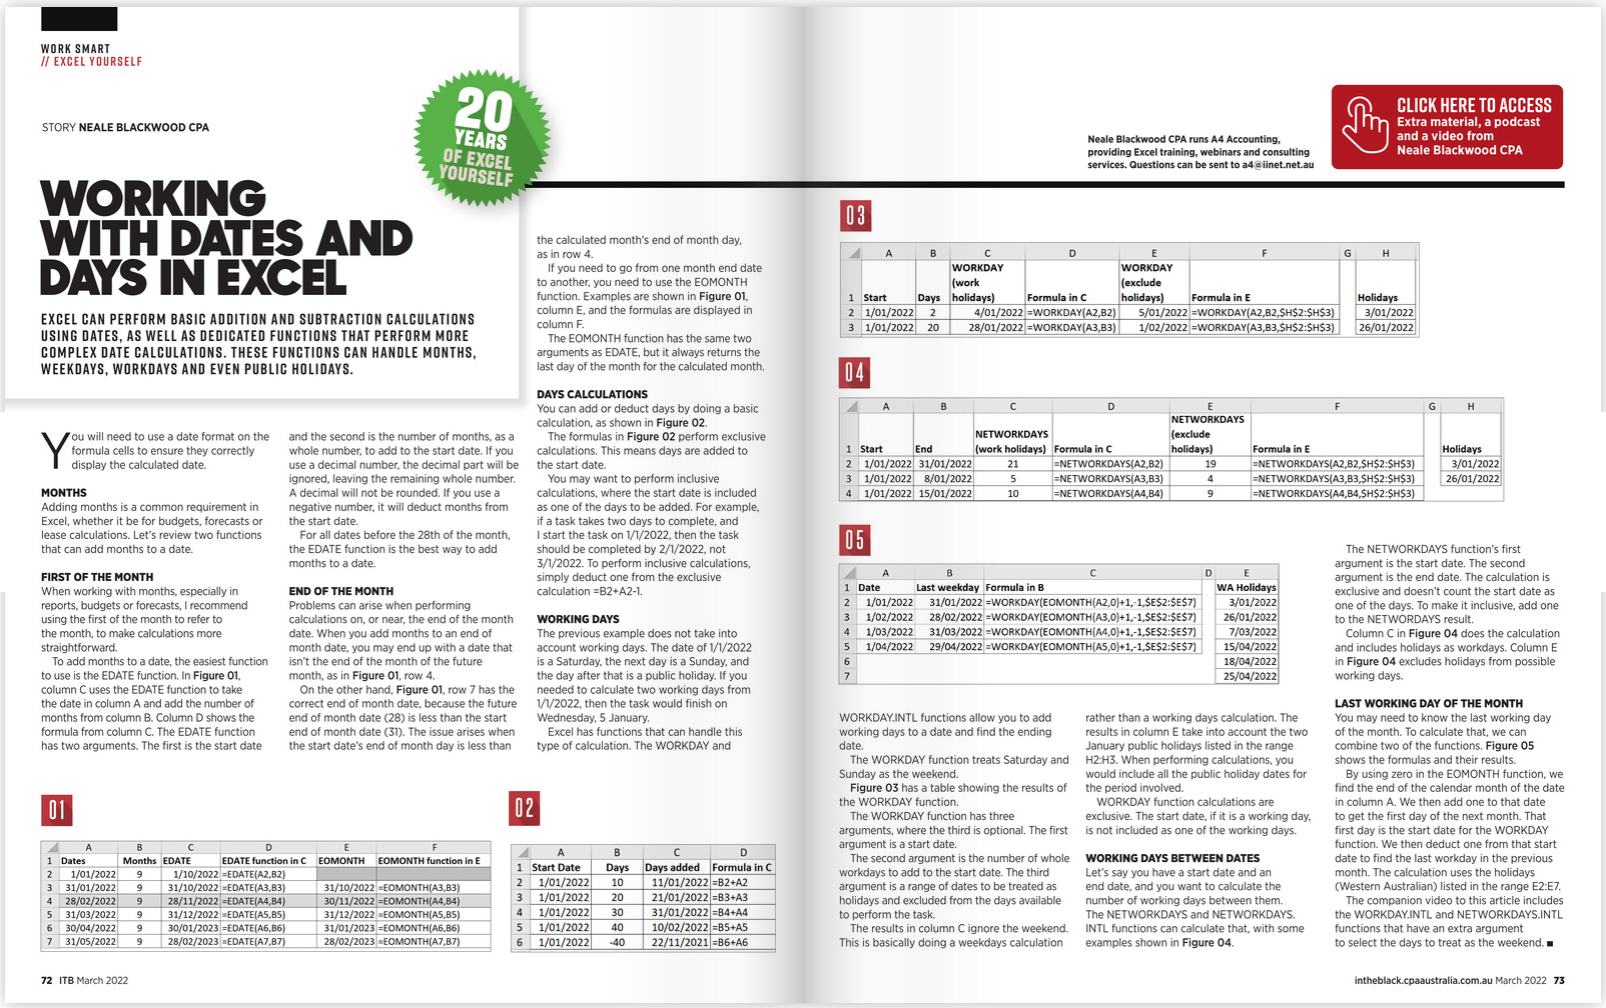 WORK SMART
// EXCEL YOURSELF
STORY NEALE BLACKWOOD CPA
20
YEARS
OF EXCEL
YOURSELF
WORKING
WITH DATES AND
DAYS IN EXCEL
EXCEL CAN PERFORM BASIC ADDITION AND SUBTRACTION CALCULATIONS
USING DATES, AS WELL AS DEDICATED FUNCTIONS THAT PERFORM MORE
COMPLEX DATE CALCULATIONS. THESE FUNCTIONS CAN HANDLE MONTHS,
WEEKDAYS, WORKDAYS AND EVEN PUBLIC HOLIDAYS.
You will need to use a date format on the
formula cells to ensure they correctly
display the calculated date.
MONTHS
Adding months is a common requirement in
Excel, whether it be for budgets, forecasts or
lease calculations. Let's review two functions
that can add months to a date.
FIRST OF THE MONTH
When working with months, especially in
reports, budgets or forecasts, I recommend
using the first of the month to refer to
the month, to make calculations more
straightforward.
To add months to a date, the easiest function
to use is the EDATE function. In Figure 01,
column C uses the EDATE function to take
the date in column A and add the number of
months from column B. Column D shows the
formula from column C. The EDATE function
has two arguments. The first is the start date
and the second is the number of months, as a
whole number, to add to the start date. If you
use a decimal number, the decimal part will be
ignored, leaving the remaining whole number.
A decimal will not be rounded. If you use a
negative number, it will deduct months from
the start date.
For all dates before the 28th of the month,
the EDATE function is the best way to add
months to a date.
END OF THE MONTH
Problems can arise when performing
calculations on, or near, the end of the month
date. When you add months to an end of
month date, you may end up with a date that
isn't the end of the month of the future
month, as in Figure 01, row 4.
On the other hand, Figure 01, row 7 has the
correct end of month date, because the future
end of month date (28) is less than the start
end of month date (31). The issue arises when
the start date's end of month day is less than
the calculated month's end of month day,
as in row 4.
If you need to go from one month end date
to another, you need to use the EOMONTH
function. Examples are shown in Figure 01,
column E, and the formulas are displayed in
column F.
The EOMONTH function has the same two
arguments as EDATE, but it always returns the
last day of the month for the calculated month.
DAYS CALCULATIONS
You can add or deduct days by doing a basic
calculation, as shown in Figure 02.
The formulas in Figure 02 perform exclusive
calculations. This means days are added to
the start date.
You may want to perform inclusive
calculations, where the start date is included
as one of the days to be added. For example,
if a task takes two days to complete, and
I start the task on 1/1/2022, then the task
should be completed by 2/1/2022, not
3/1/2022. To perform inclusive calculations,
simply deduct one from the exclusive
calculation =B2+A2-1.
WORKING DAYS
The previous example does not take into
account working days. The date of 1/1/2022
is a Saturday, the next day is a Sunday, and
the day after that is a public holiday. If you
needed to calculate two working days from
1/1/2022, then the task would finish on
Wednesday, 5 January.
Excel has functions that can handle this
type of calculation. The WORKDAY and
01
A B C D E F
1 Dates Months EDATE EDATE function in C EOMONTH EOMONTH function in E
2 1/01/2022 9 1/10/2022 =EDATE(A2,B2)
3 31/01/2022 9 31/10/2022 =EDATE(A3,B3) 31/10/2022 =EOMONTH(A3,B3)
4 28/02/2022 9 28/11/2022 =EDATE(A4,B4) 30/11/2022 =EOMONTH(A4,B4)
5 31/03/2022 9 31/12/2022 =EDATE(A5,B5) 31/12/2022 =EOMONTH(A5,B5)
6 30/04/2022 9 30/01/2023 =EDATE(A6,B6) 31/01/2023 =EOMONTH(A6,B6)
7 31/05/2022 9 28/02/2023 =EDATE(A7,B7) 28/02/2023 =EOMONTH(A7,B7)
02
A B C D
1 Start Date Days Days added Formula in C
2 1/01/2022 10 11/01/2022 =B2+A2
3 1/01/2022 20 21/01/2022 =B3+A3
4 1/01/2022 30 31/01/2022 =B4+A4
5 1/01/2022 40 10/02/2022 =B5+A5
6 1/01/2022 -40 22/11/2021 =B6+A6
72 ITB March 2022
Neale Blackwood CPA runs A4 Accounting,
providing Excel training, webinars and consulting
services. Questions can be sent to a4@iinet.net.au
CLICK HERE TO ACCESS
Extra material, a podcast
and a video from
Neale Blackwood CPA
03
A B C D E F G H
WORKDAY WORKDAY
(work (exclude
1 Start Days holidays) Formula in C holidays) Formula in E Holidays
2 1/01/2022 2 4/01/2022 =WORKDAY(A2,B2) 5/01/2022 =WORKDAY(A2,B2,$H$2:$H$3) 3/01/2022
3 1/01/2022 20 28/01/2022 =WORKDAY(A3,B3) 1/02/2022 =WORKDAY(A3,B3,$H$2:$H$3) 26/01/2022
04
A B C D E F G H
NETWORKDAYS
NETWORKDAYS (exclude
1 Start End (work holidays) Formula in C holidays) Formula in E Holidays
2 1/01/2022 31/01/2022 21 =NETWORKDAYS(A2,B2) 19 =NETWORKDAYS(A2,B2,$H$2:$H$3) 3/01/2022
3 1/01/2022 8/01/2022 5 =NETWORKDAYS(A3,B3) 4 =NETWORKDAYS(A3,B3,$H$2:$H$3) 26/01/2022
4 1/01/2022 15/01/2022 10 =NETWORKDAYS(A4,B4) 9 =NETWORKDAYS(A4,B4,$H$2:$H$3)
05
A B C D E
1 Date Last weekday Formula in B WA Holidays
2 1/01/2022 31/01/2022 =WORKDAY(EOMONTH(A2,0)+1,-1,$E$2:$E$7) 3/01/2022
3 1/02/2022 28/02/2022 =WORKDAY(EOMONTH(A3,0)+1,-1,$E$2:$E$7) 26/01/2022
4 1/03/2022 31/03/2022 =WORKDAY(EOMONTH(A4,0)+1,-1,$E$2:$E$7) 7/03/2022
5 1/04/2022 29/04/2022 =WORKDAY(EOMONTH(A5,0)+1,-1,$E$2:$E$7) 15/04/2022
6 18/04/2022
7 25/04/2022
WORKDAY.INTL functions allow you to add
working days to a date and find the ending
date.
The WORKDAY function treats Saturday and
Sunday as the weekend.
Figure 03 has a table showing the results of
the WORKDAY function.
The WORKDAY function has three
arguments, where the third is optional. The first
argument is a start date.
The second argument is the number of whole
workdays to add to the start date. The third
argument is a range of dates to be treated as
holidays and excluded from the days available
to perform the task.
The results in column C ignore the weekend.
This is basically doing a weekdays calculation
rather than a working days calculation. The
results in column E take into account the two
January public holidays listed in the range
H2:H3. When performing calculations, you
would include all the public holiday dates for
the period involved.
WORKDAY function calculations are
exclusive. The start date, if it is a working day,
is not included as one of the working days.
WORKING DAYS BETWEEN DATES
Let's say you have a start date and an
end date, and you want to calculate the
number of working days between them.
The NETWORKDAYS and NETWORKDAYS.
INTL functions can calculate that, with some
examples shown in Figure 04.
The NETWORKDAYS function's first
argument is the start date. The second
argument is the end date. The calculation is
exclusive and doesn't count the start date as
one of the days. To make it inclusive, add one
to the NETWORDAYS result.
Column C in Figure 04 does the calculation
and includes holidays as workdays. Column E
in Figure 04 excludes holidays from possible
working days.
LAST WORKING DAY OF THE MONTH
You may need to know the last working day
of the month. To calculate that, we can
combine two of the functions. Figure 05
shows the formulas and their results.
By using zero in the EOMONTH function, we
find the end of the calendar month of the date
in column A. We then add one to that date
to get the first day of the next month. That
first day is the start date for the WORKDAY
function. We then deduct one from that start
date to find the last workday in the previous
month. The calculation uses the holidays
(Western Australian) listed in the range E2:E7.
The companion video to this article includes
the WORKDAY.INTL and NETWORKDAYS.INTL
functions that have an extra argument
to select the days to treat as the weekend. ■
intheblack.cpaaustralia.com.au March 2022 73